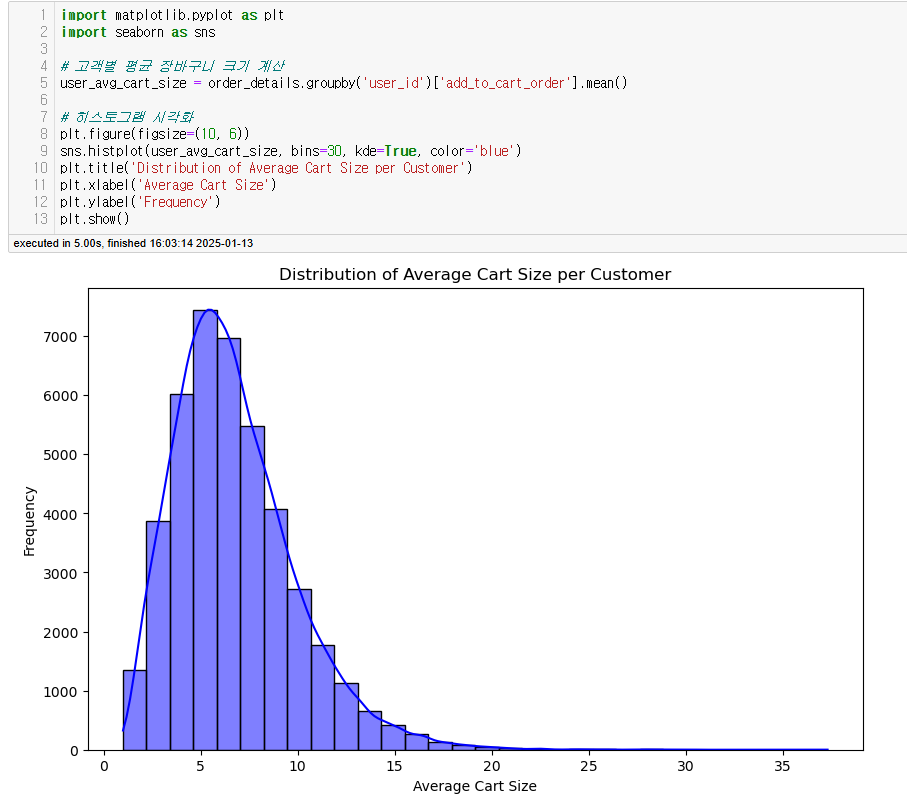 1 import matplotlib.pyplot as plt
2 import seaborn as sns
3
4 # 고객별 평균 장바구니 크기 계산
5 user_avg_cart_size = order_details.groupby('user_id')['add_to_cart_order'].mean()
6
7 # 히스토그램 시각화
8 plt.figure(figsize=(10, 6))
9 sns.histplot(user_avg_cart_size, bins=30, kde=True, color='blue')
10 plt.title('Distribution of Average Cart Size per Customer')
11 plt.xlabel('Average Cart Size')
12 plt.ylabel('Frequency')
13 plt.show()
executed in 5.00s, finished 16:03:14 2025-01-13
Distribution of Average Cart Size per Customer
Frequency
7000
6000
5000
4000
3000
2000
1000
0
0 5 10 15 20 25 30 35
Average Cart Size